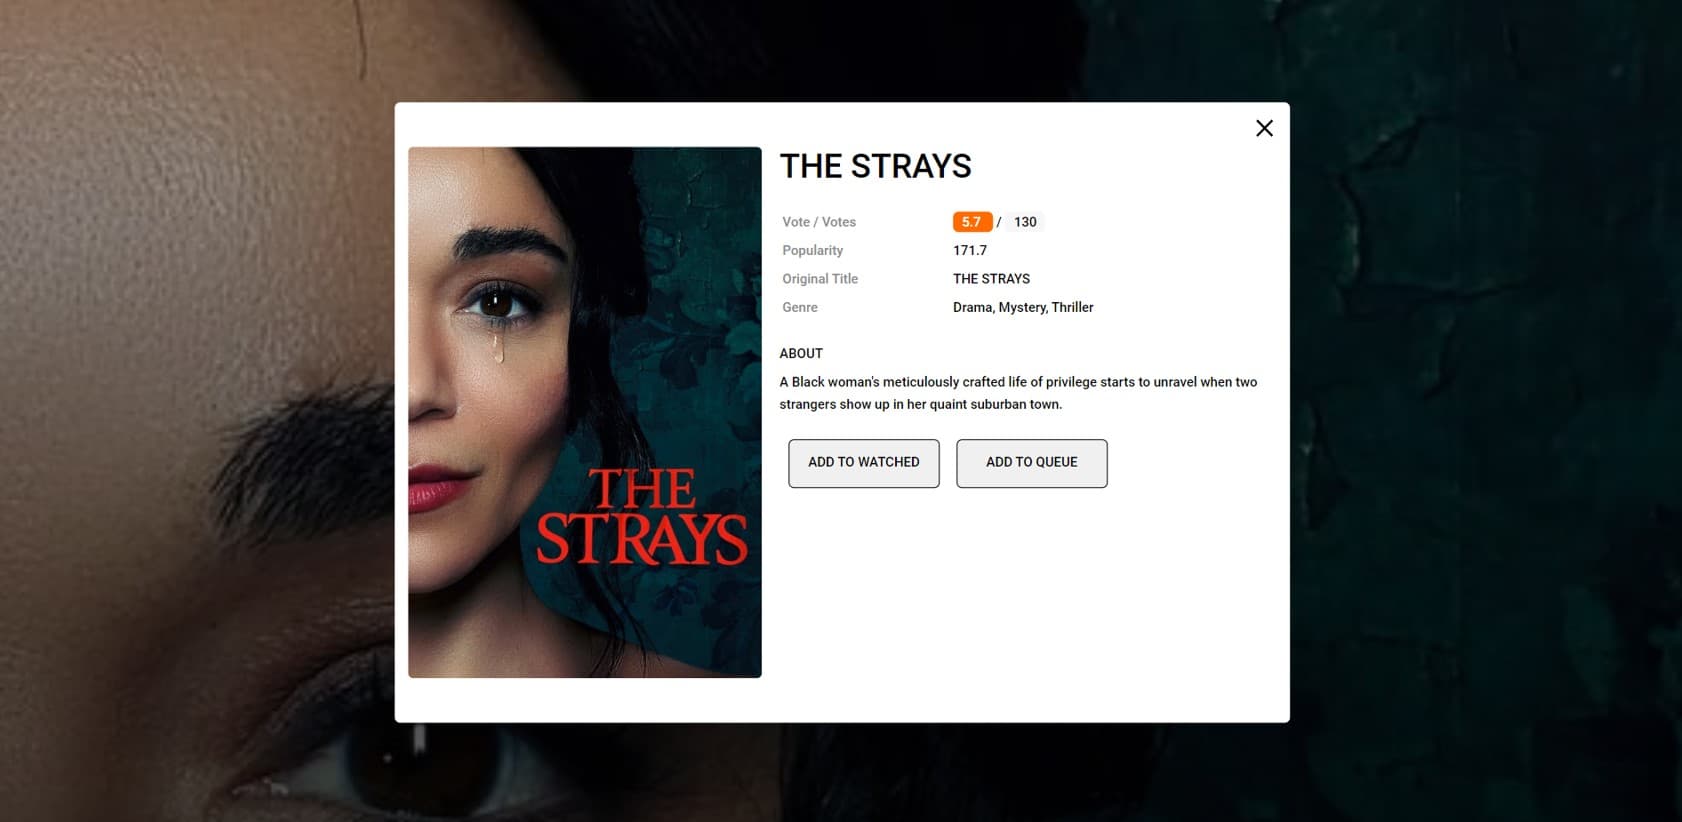 THE STRAYS
Vote / Votes 5.7 / 130
Popularity 171.7
Original Title THE STRAYS
Genre Drama, Mystery, Thriller
ABOUT
A Black woman's meticulously crafted life of privilege starts to unravel when two
strangers show up in her quaint suburban town.
ADD TO WATCHED ADD TO QUEUE
THE
STRAYS